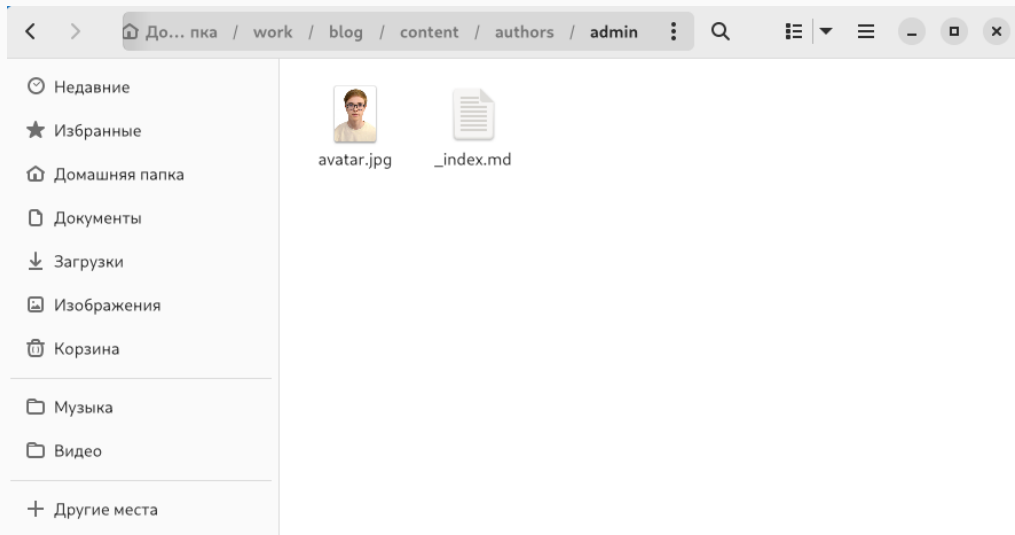 До... пка / work / blog / content / authors / admin
Недавние
Избранные
Домашняя папка
Документы
Загрузки
Изображения
Корзина
Музыка
Видео
Другие места
avatar.jpg
_index.md